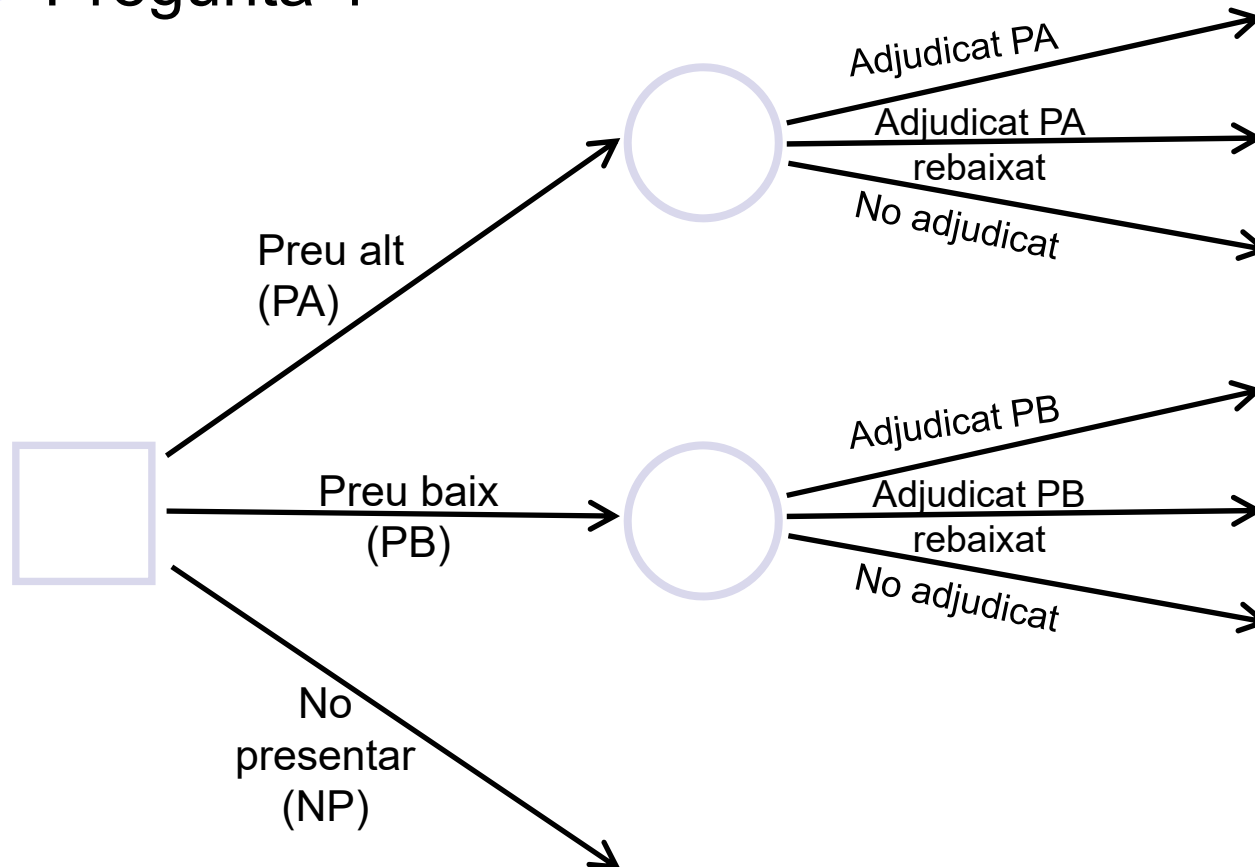 Adjudicat PA
Adjudicat PA
rebaixat
No adjudicat
Preu alt
(PA)
Adjudicat PB
Adjudicat PB
rebaixat
No adjudicat
Preu baix
(PB)
No
presentar
(NP)